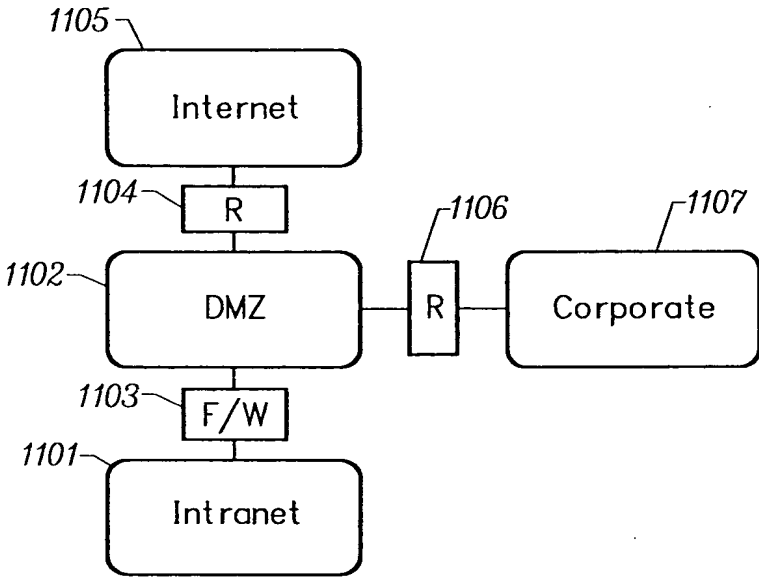 1105
Internet
1104
R
1106
1107
1102
DMZ
R
Corporate
1103
F/W
1101
Intranet